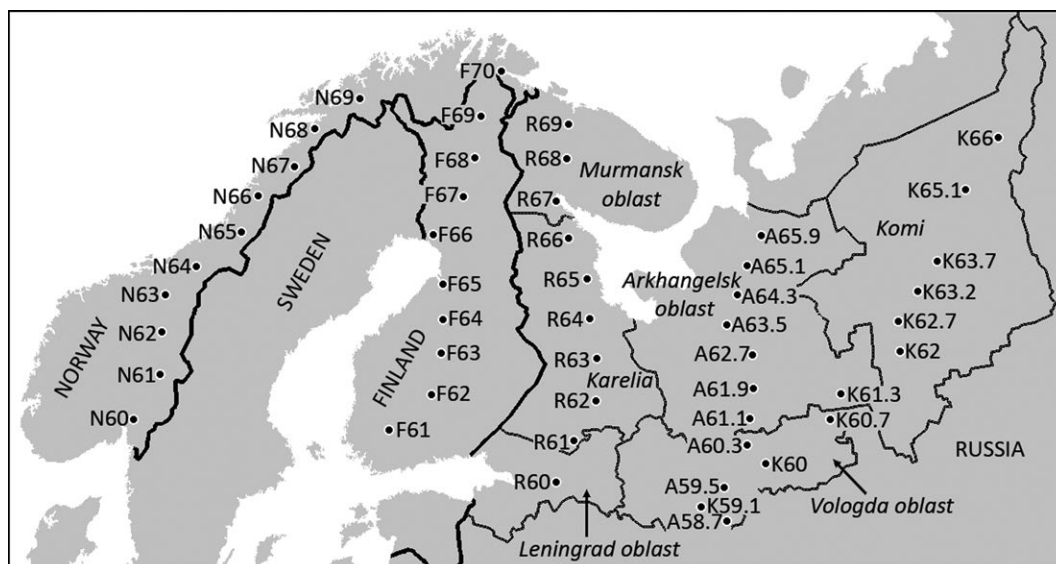 F70
N69
F69
N68
R69
K66
F68
R68
Murmansk
oblast
N67
K65.1
N66
F67
R67
Komi
N65
F66
R66
A65.9
SWEDEN
N64
A65.1
K63.7
Arkhangelsk
oblast
R65
F65
N63
A64.3
K63.2
F64
R64
A63.5
K62.7
N62
NORWAY
F63
R63
A62.7
K62
Karelia
N61
FINLAND
F62
R62
A61.9
K61.3
N60
A61.1
K60.7
F61
R61
A60.3
RUSSIA
K60
R60
A59.5
K59.1
Vologda oblast
A58.7
Leningrad oblast